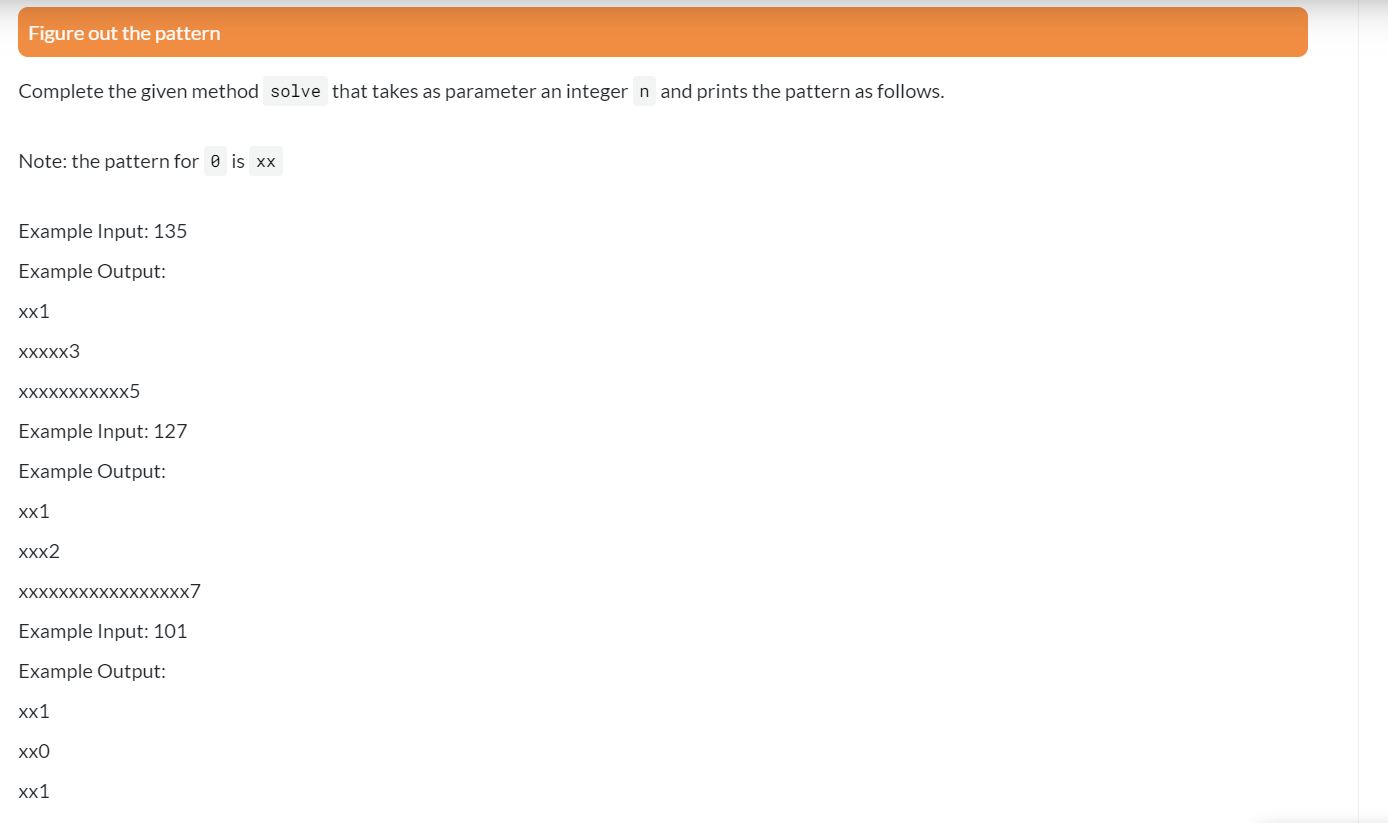 Figure out the pattern
Complete the given method solve that takes as parameter an integer n and prints the pattern as follows.
Note: the pattern for 0 is xx
Example Input: 135
Example Output:
xx1
xxxxx3
xxxxxxxxxxx5
Example Input: 127
Example Output:
xx1
xxx2
xxxxxxxxxxxxxxxxx7
Example Input: 101
Example Output:
xx1
xx0
xx1